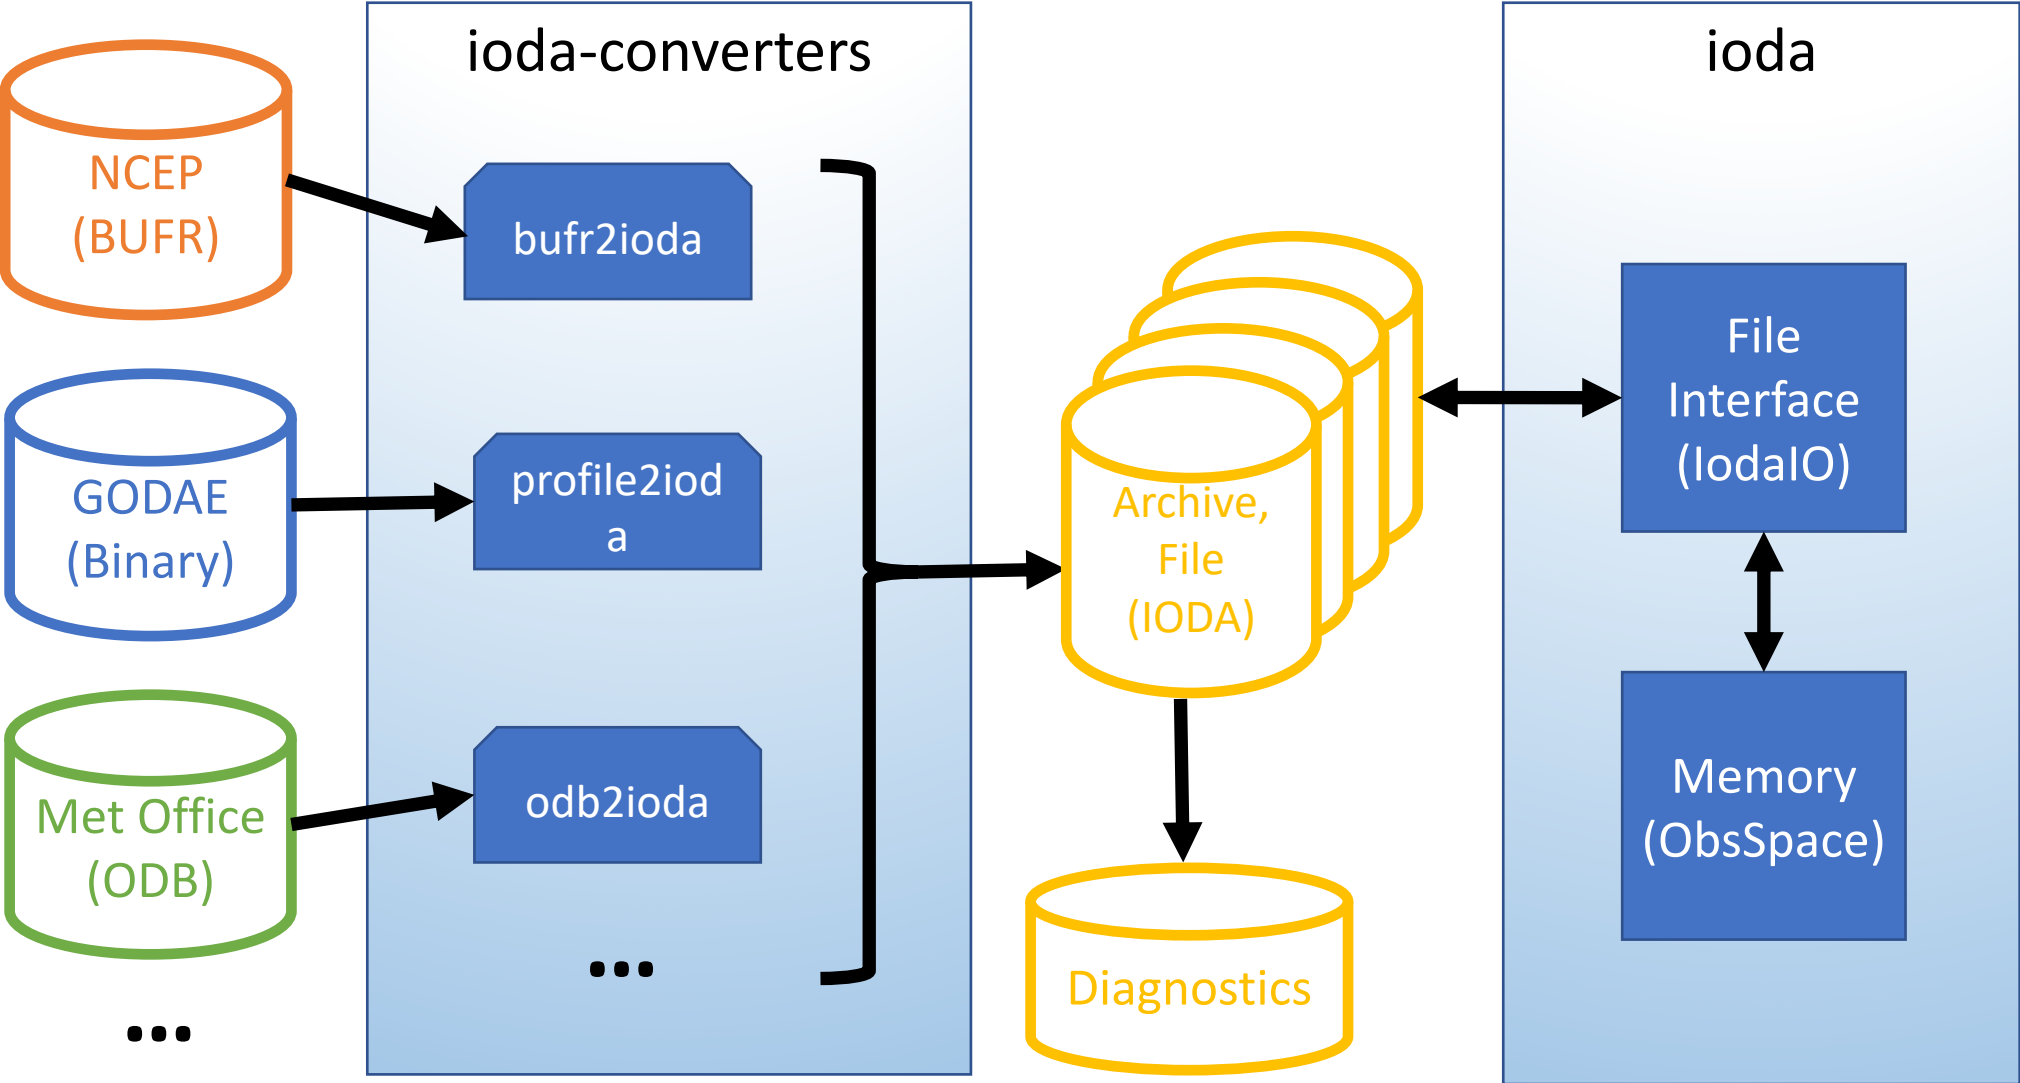 ioda-converters
ioda
NCEP
(BUFR)
bufr2ioda
GODAE
(Binary)
profile2iod
a
Met Office
(ODB)
odb2ioda
...
...
Archive,
File
(IODA)
Diagnostics
File
Interface
(IodaIO)
Memory
(ObsSpace)